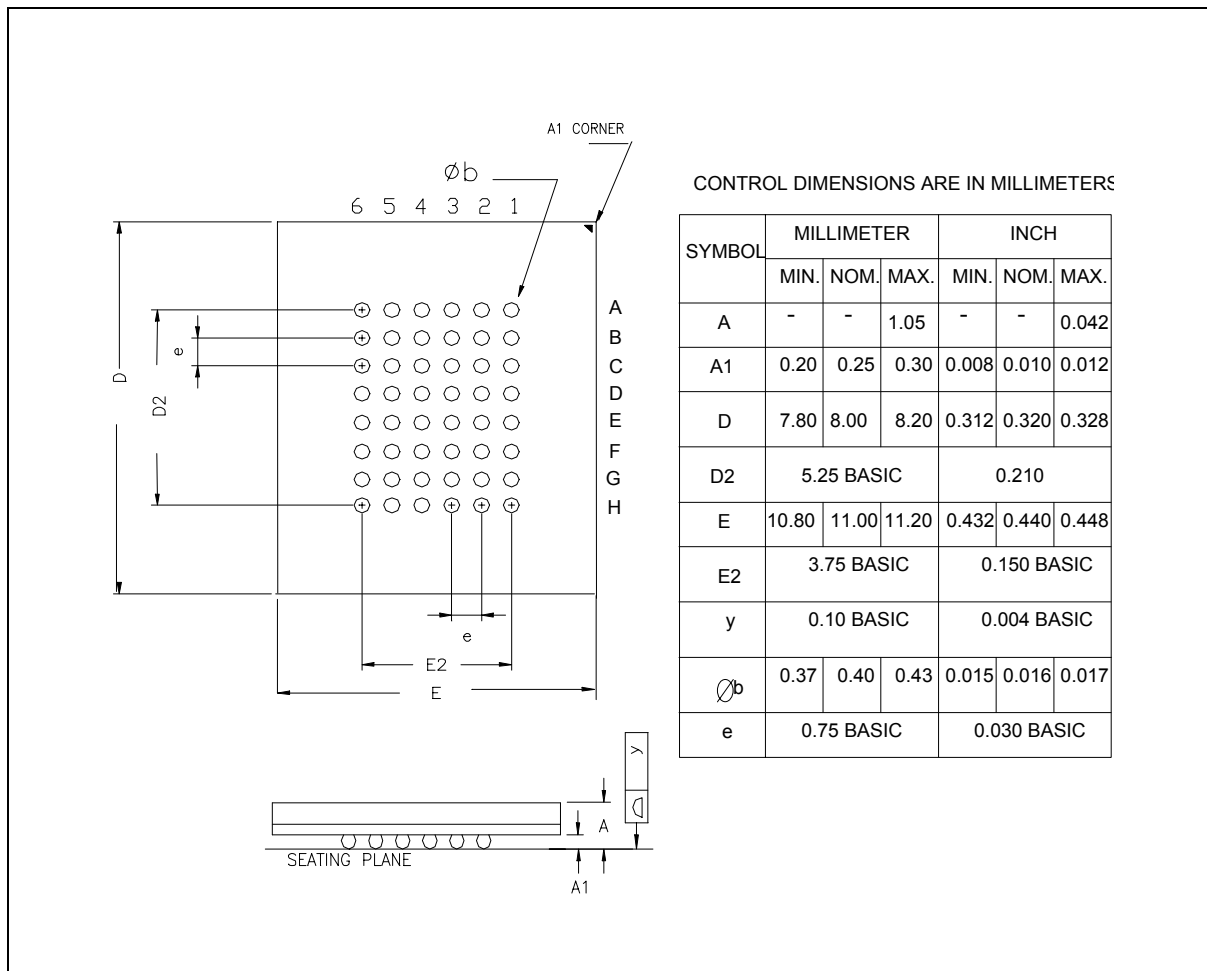 A1 CORNER
Øb
6 5 4 3 2 1
A
B
C
D
E
F
G
H
e
D2
D
e
E2
E
y
A
SEATING PLANE
A1
CONTROL DIMENSIONS ARE IN MILLIMETERS
SYMBOL MILLIMETER INCH
MIN. NOM. MAX. MIN. NOM. MAX.
A - - 1.05 - - 0.042
A1 0.20 0.25 0.30 0.008 0.010 0.012
D 7.80 8.00 8.20 0.312 0.320 0.328
D2 5.25 BASIC 0.210
E 10.80 11.00 11.20 0.432 0.440 0.448
E2 3.75 BASIC 0.150 BASIC
y 0.10 BASIC 0.004 BASIC
Øb 0.37 0.40 0.43 0.015 0.016 0.017
e 0.75 BASIC 0.030 BASIC